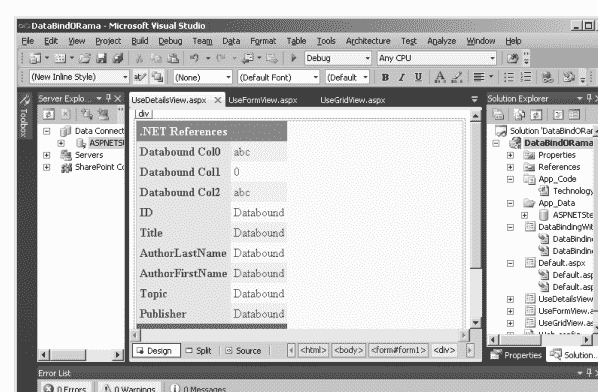 DataBindORama - Microsoft Visual Studio
File Edit View Project Build Debug Team Data Format Table Tools Architecture Test Analyze Window Help
Debug Any CPU
(New Inline Style) (None) (Default Font) (Default B I U A
Server Explo... UseDetailsView.aspx UseFormView.aspx UseGridView.aspx Solution Explorer
Toolbox
<div>
Data Connect
ASPNETS
Servers
SharePoint Co
.NET References
Databound Col0 abc
Databound Col1 0
Databound Col2 abc
ID Databound
Title Databound
AuthorLastName Databound
AuthorFirstName Databound
Topic Databound
Publisher Databound
Solution 'DataBindORar
DataBindORama
Properties
References
App_Code
Technology
App_Data
ASPNETSte
DataBindingWit
DataBindin
DataBindin
Default.aspx
Default.asp
Default.asp
UseDetailsView
UseFormView.a
UseGridView.as
Design Split Source <html> <body> <form#form1> <div>
Properties Solution...
Error List
0 Errors 0 Warnings 0 Messages